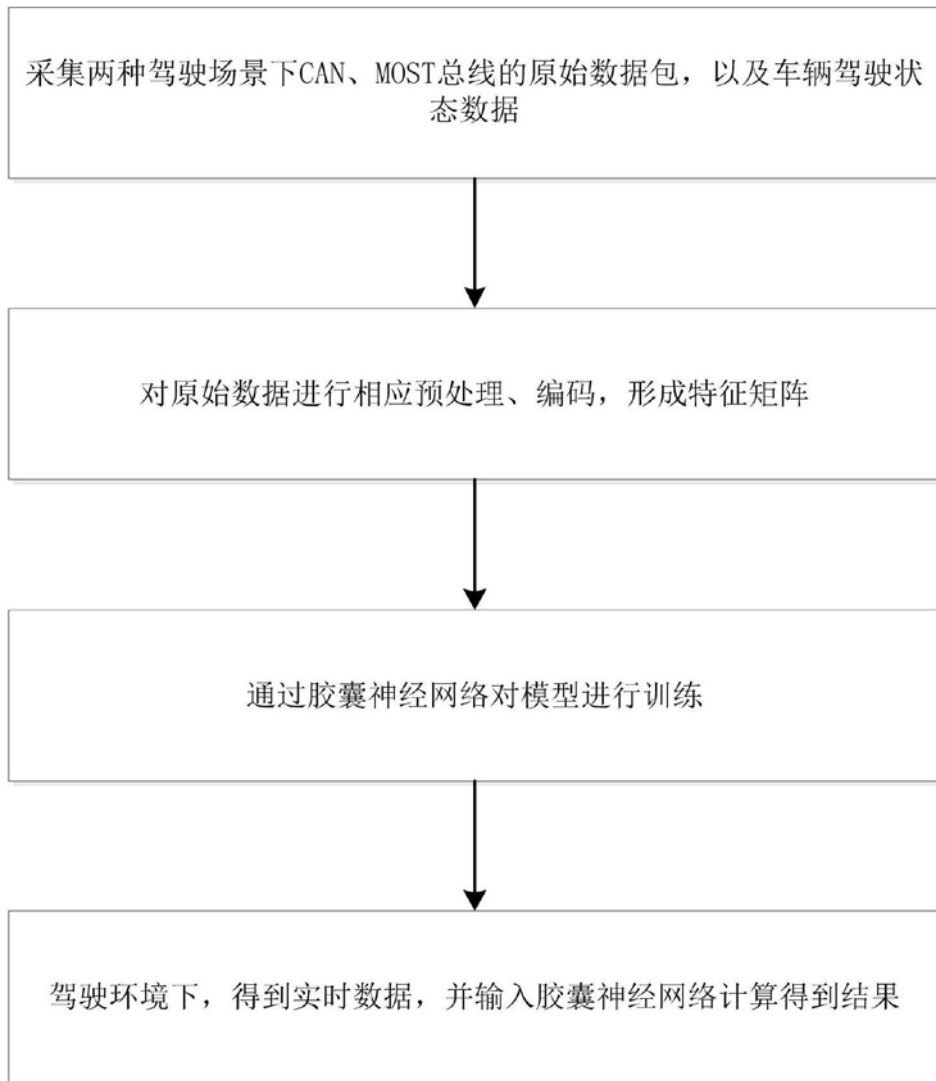 采集两种驾驶场景下CAN、MOST总线的原始数据包，以及车辆驾驶状
态数据
对原始数据进行相应预处理、编码，形成特征矩阵
通过胶囊神经网络对模型进行训练
驾驶环境下，得到实时数据，并输入胶囊神经网络计算得到结果